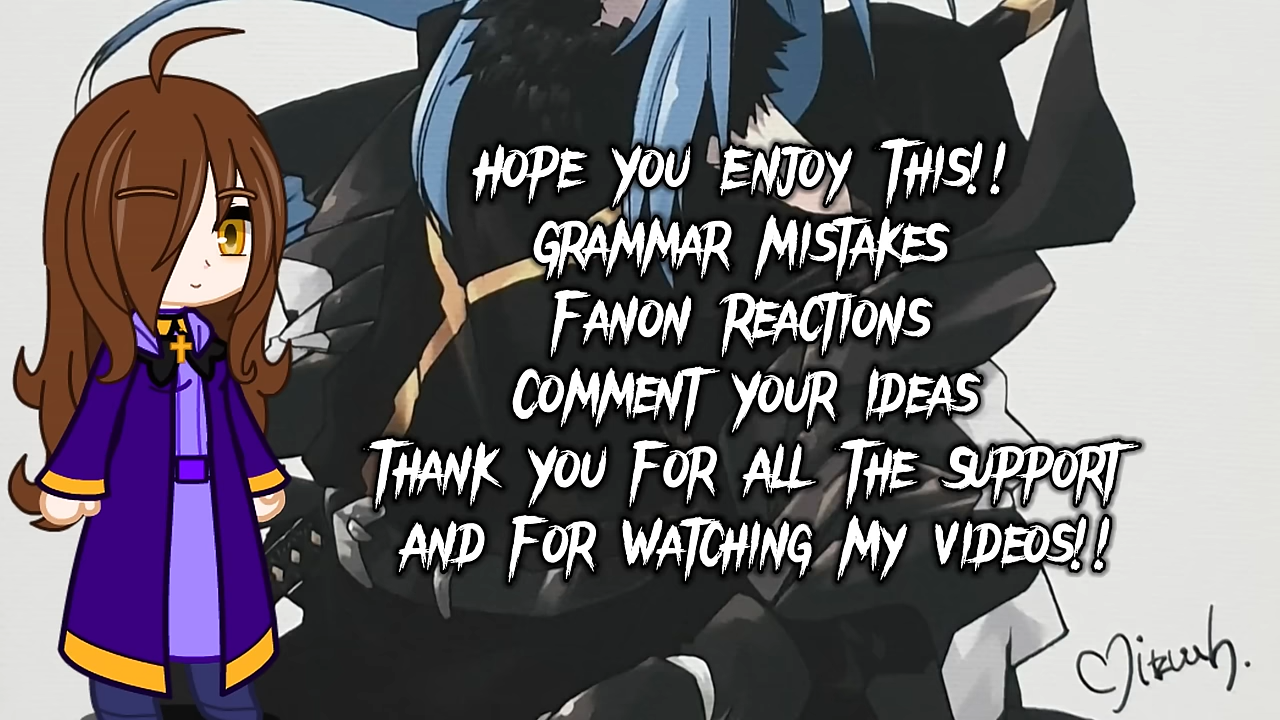 HOPE YOU ENJOY THIS!!
GRAMMAR MISTAKES
FANON REACTIONS
COMMENT YOUR IDEAS
THANK YOU FOR ALL THE SUPPORT
AND FOR WATCHING MY VIDEOS!!